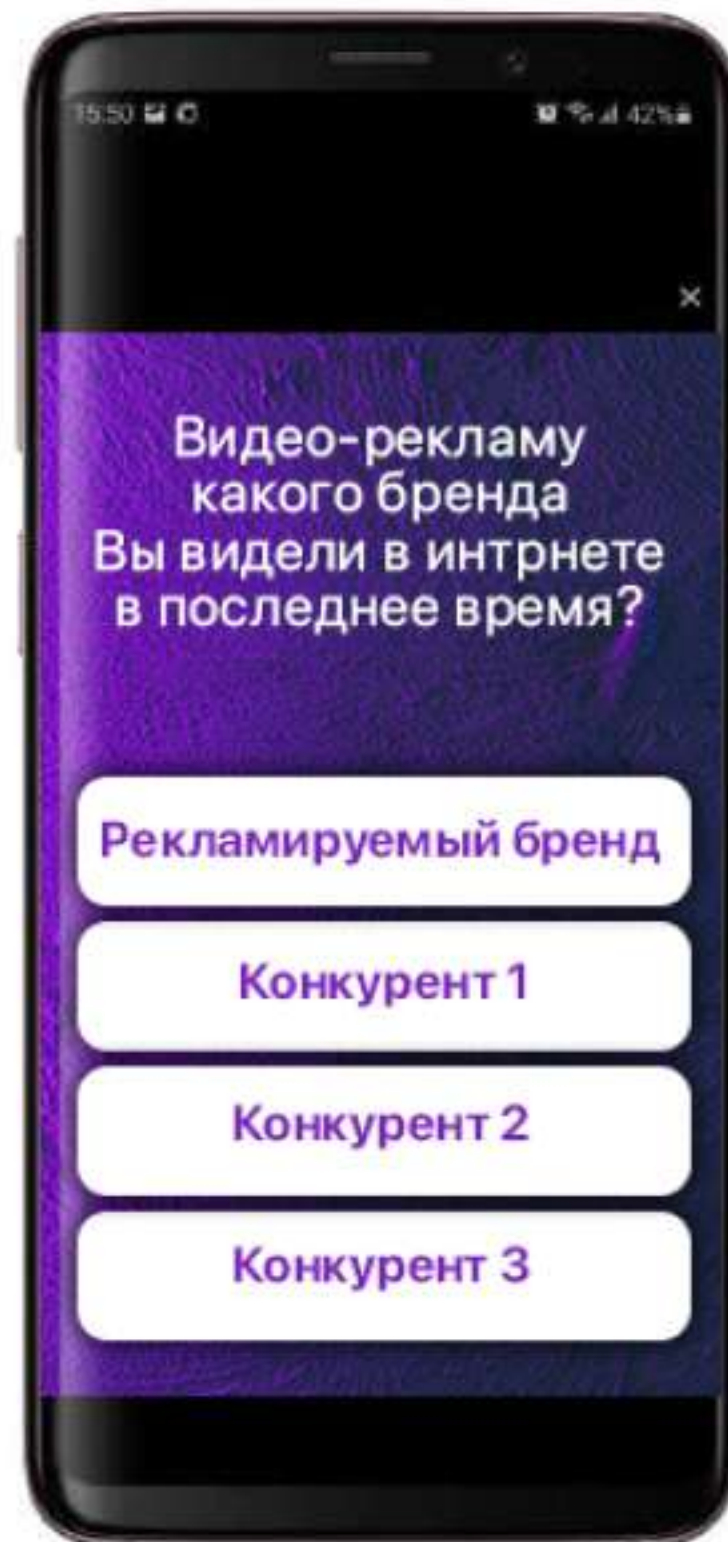 15:50
42%
×
Видео-рекламу
какого бренда
Вы видели в интрнете
в последнее время?
Рекламируемый бренд
Конкурент 1
Конкурент 2
Конкурент 3